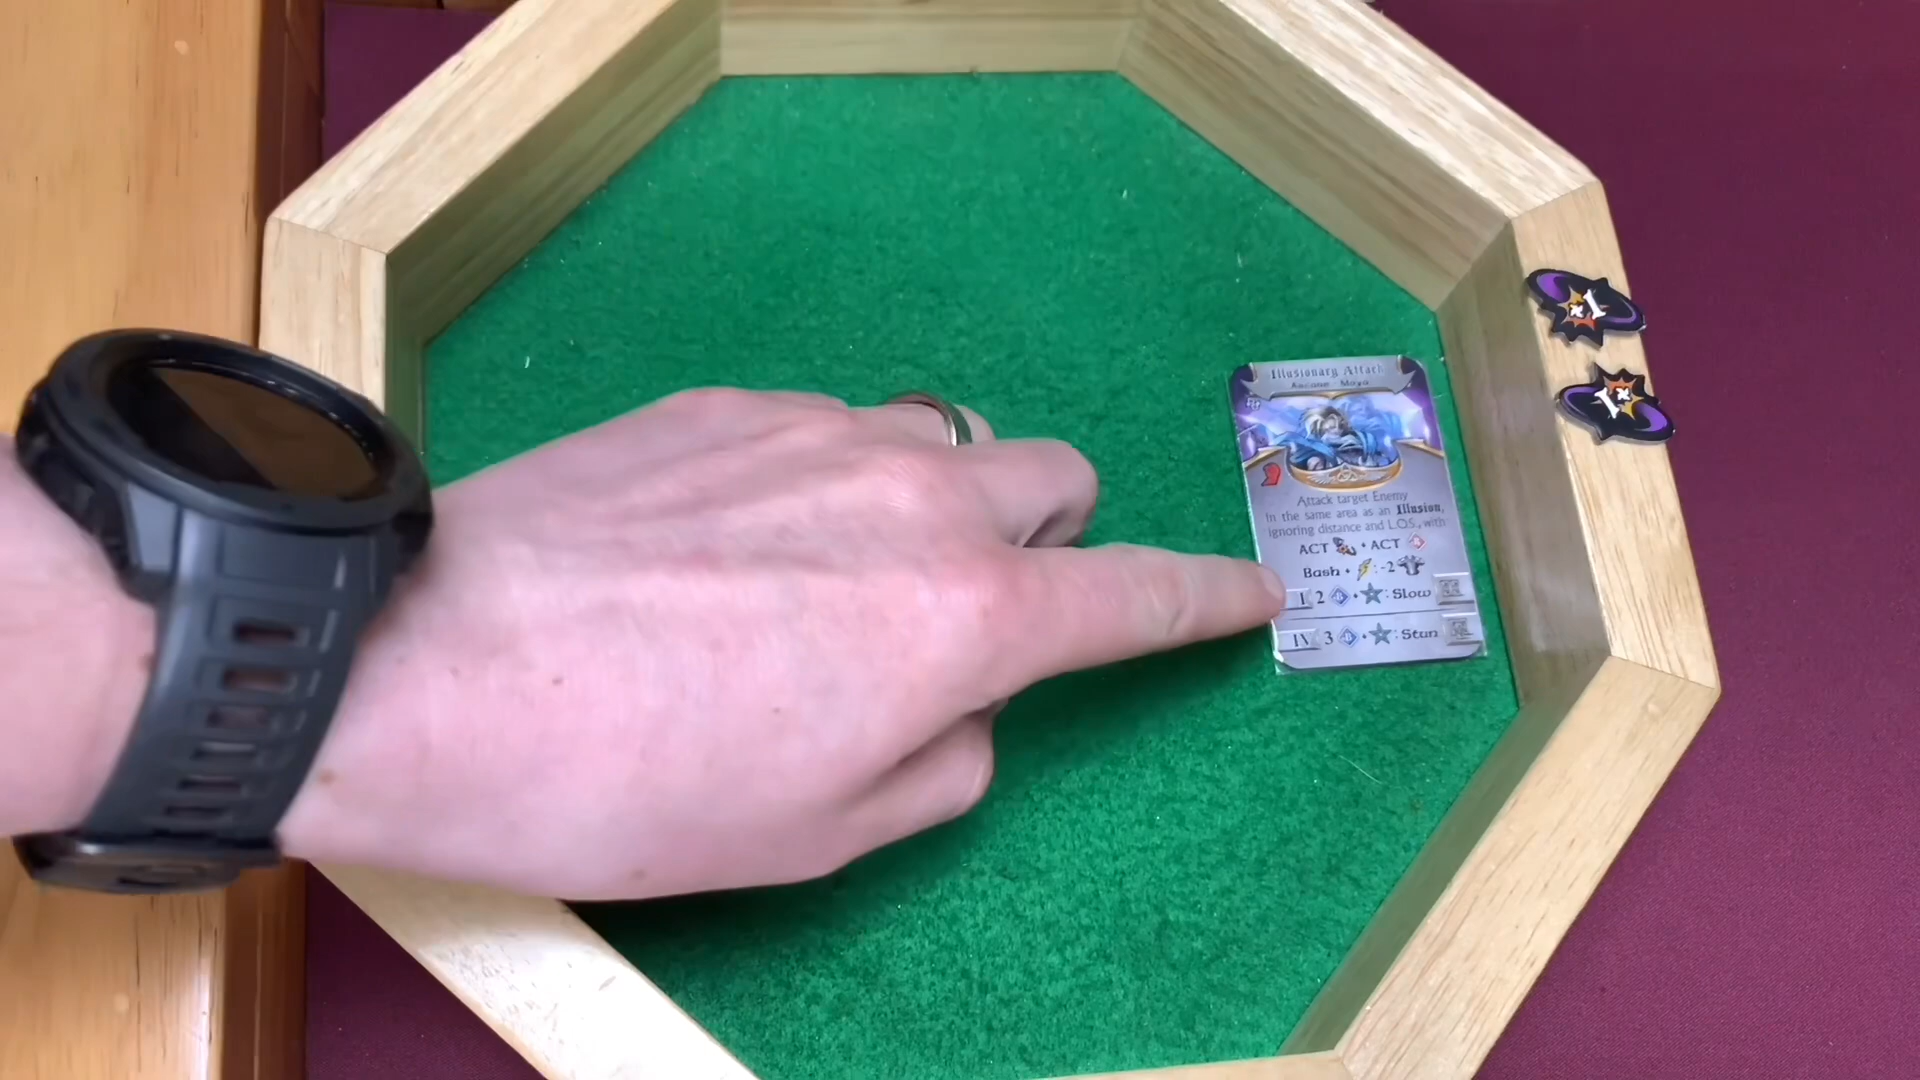 Illusionary Attack
Arcane Maya
Attack target Enemy
in the same area as an Illusion,
ignoring distance and L.O.S., with
ACT + ACT
Bash + : -2
I 2 + : Slow
IV 3 + : Stun
+1
+1